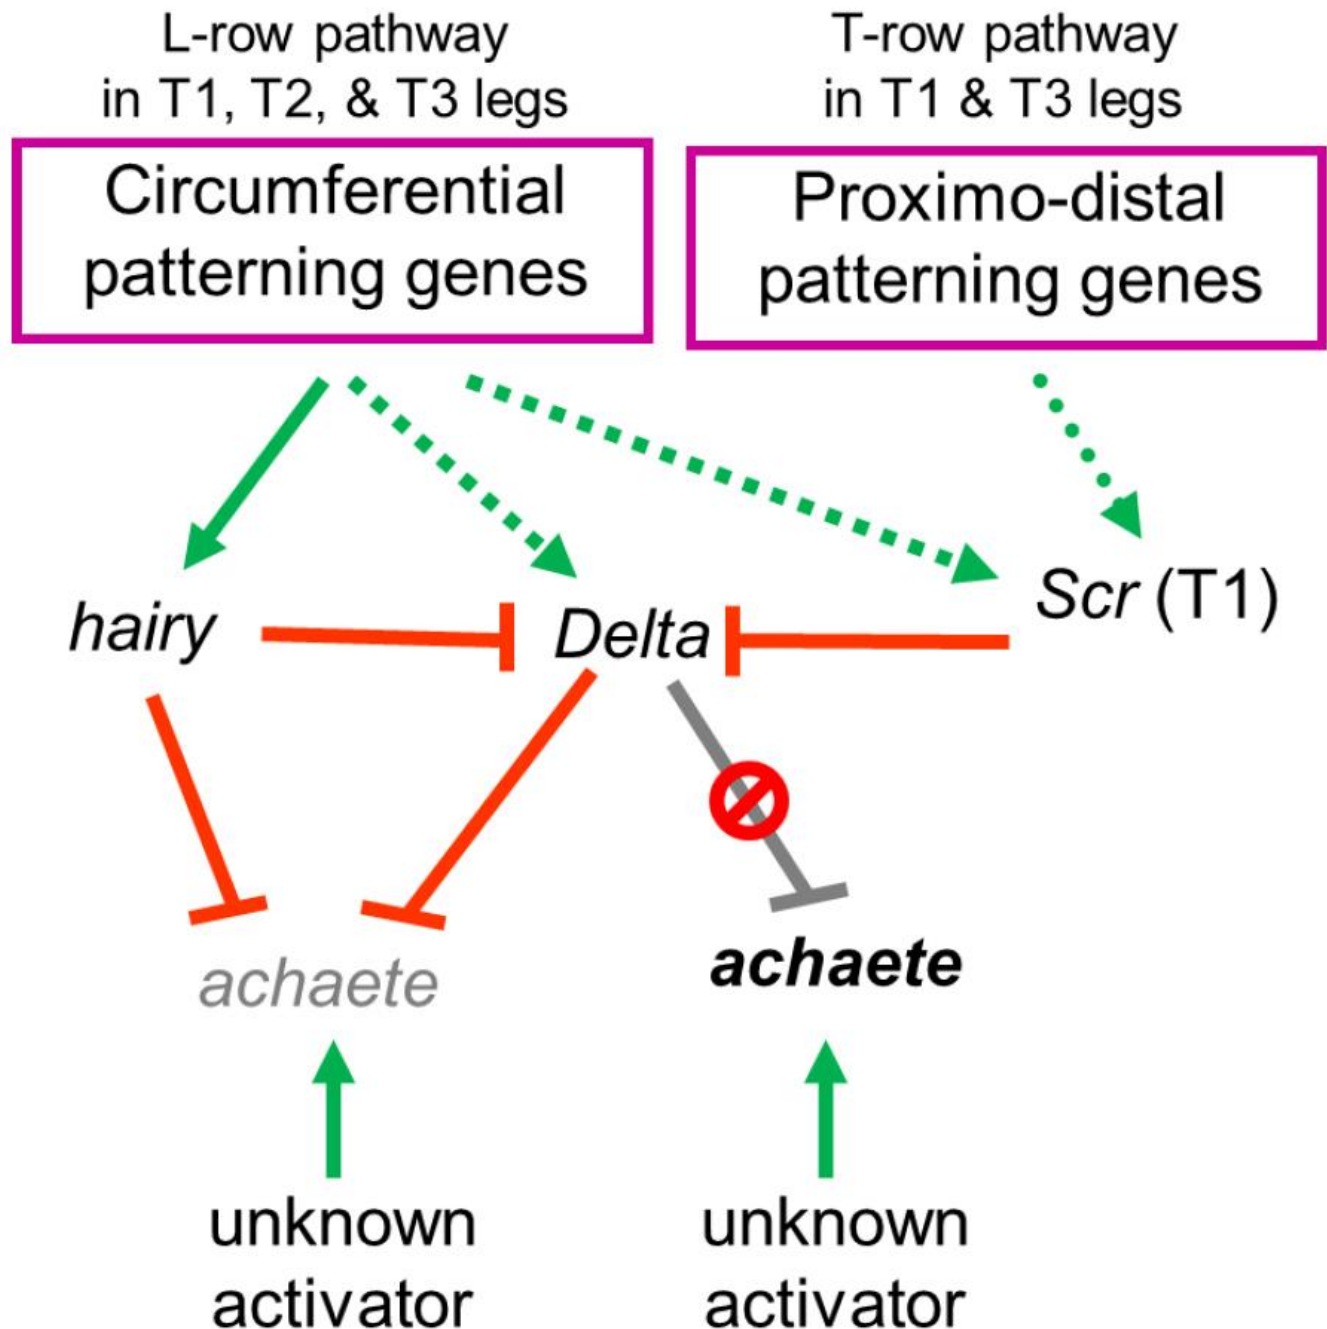 L-row pathway
in T1, T2, & T3 legs
T-row pathway
in T1 & T3 legs
Circumferential
patterning genes
Proximo-distal
patterning genes
hairy
Delta
Scr (T1)
achaete
achaete
unknown
activator
unknown
activator